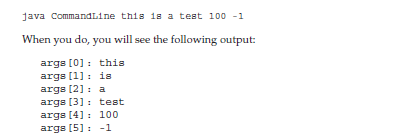 java CommandLine this is a test 100 -1
When you do, you will see the following output:
args[0]: this
args[1]: is
args[2]: a
args[3]: test
args[4]: 100
args[5]: -1